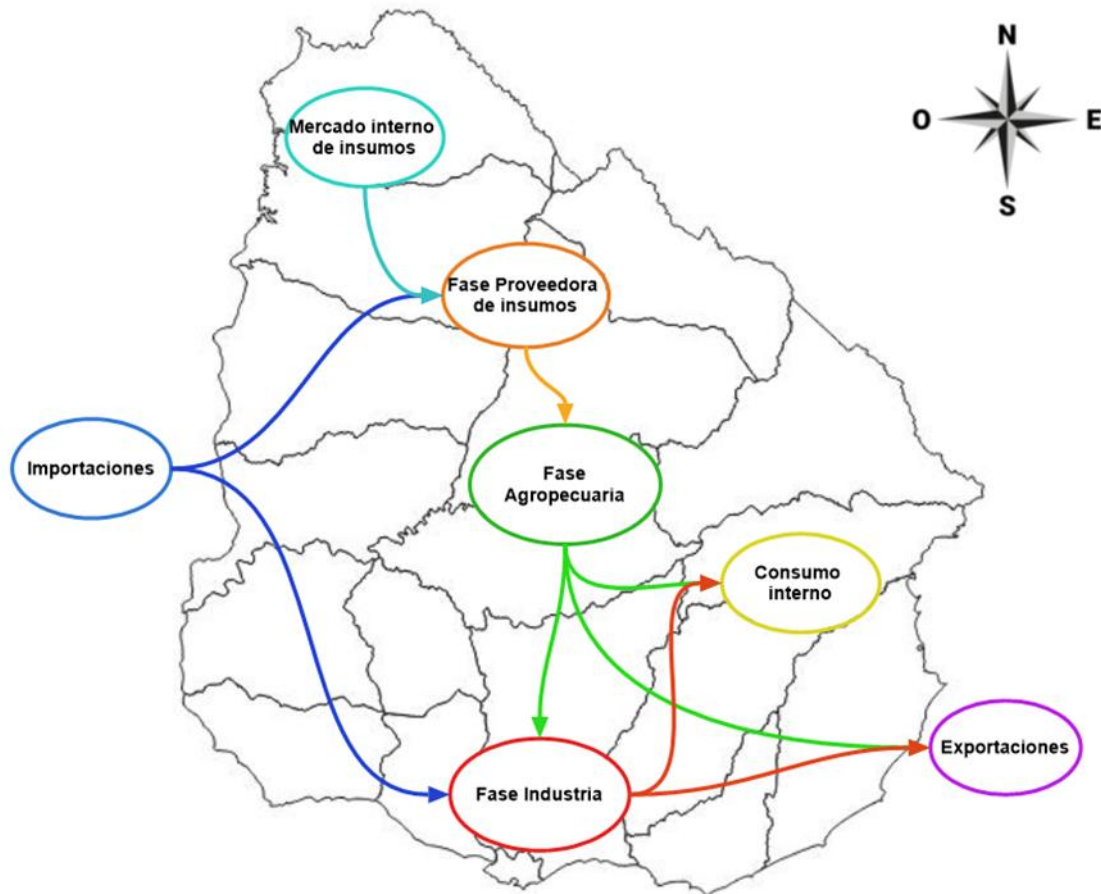 N
O
E
S
Mercado interno
de insumos
Fase Proveedora
de insumos
Importaciones
Fase
Agropecuaria
Consumo
interno
Exportaciones
Fase Industria